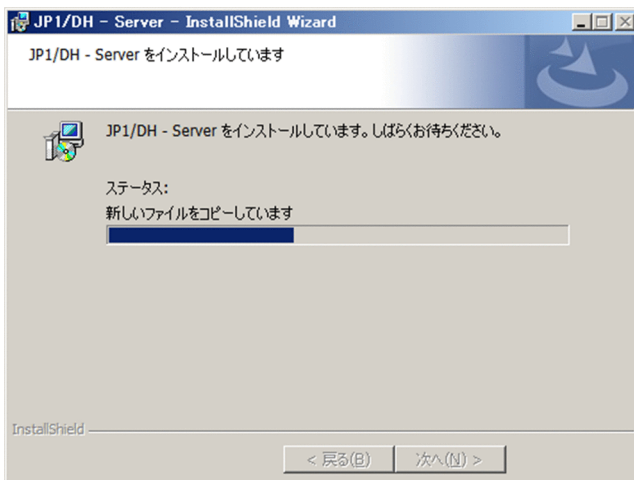 JP1/DH - Server - InstallShield Wizard
JP1/DH - Server をインストールしています
JP1/DH - Server をインストールしています。しばらくお待ちください。
ステータス:
新しいファイルをコピーしています
InstallShield
< 戻る(B)
次へ(N) >